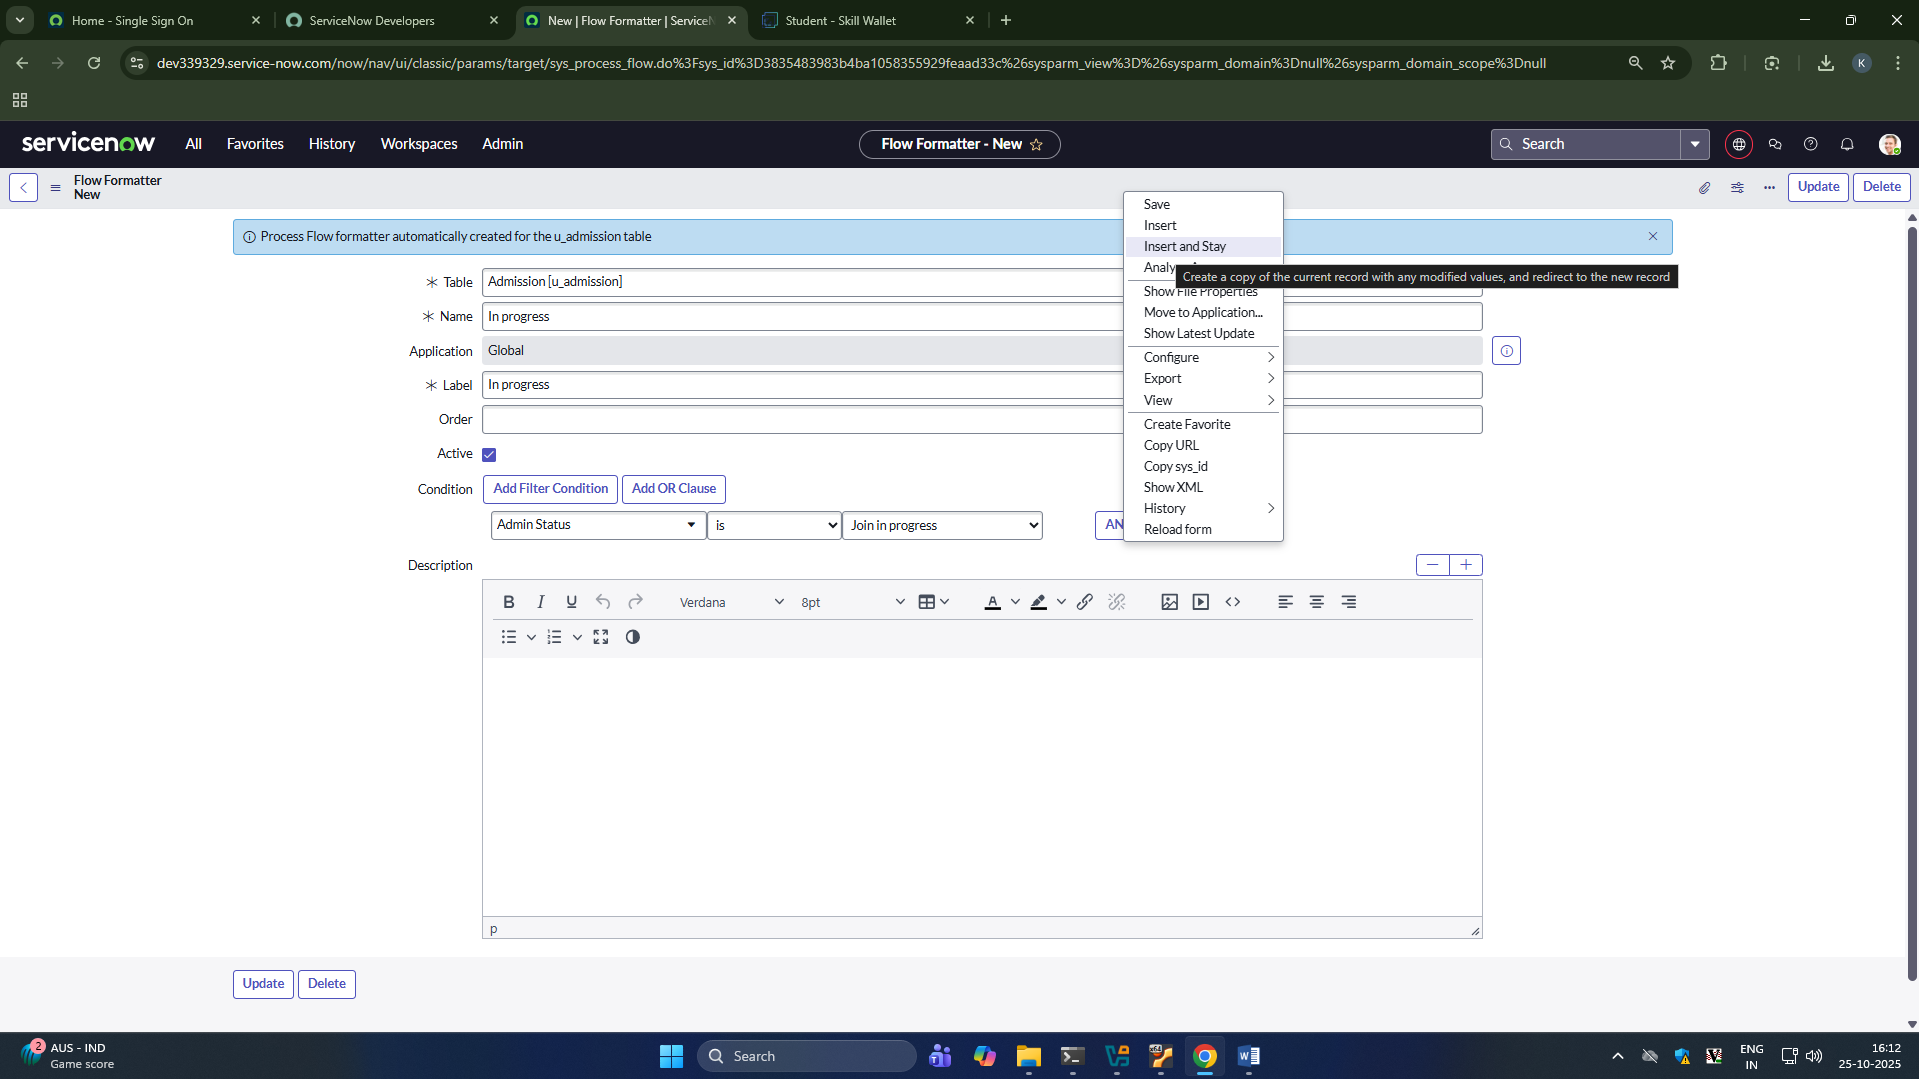 Home - Single Sign On
ServiceNow Developers
New | Flow Formatter | ServiceN
Student - Skill Wallet
dev339329.service-now.com/now/nav/ui/classic/params/target/sys_process_flow.do%3Fsys_id%3D3835483983b4ba1058355929feaad33c%26sysparm_view%3D%26sysparm_domain%3Dnull%26sysparm_domain_scope%3Dnull
K
servicenow
All
Favorites
History
Workspaces
Admin
Flow Formatter - New
Search
Flow Formatter
New
Update
Delete
Process Flow formatter automatically created for the u_admission table
Table
Admission [u_admission]
Name
In progress
Application
Global
Label
In progress
Order
Active
Condition
Add Filter Condition
Add OR Clause
Admin Status
is
Join in progress
AN
Save
Insert
Insert and Stay
Analy
Create a copy of the current record with any modified values, and redirect to the new record
Show File Properties
Move to Application...
Show Latest Update
Configure
Export
View
Create Favorite
Copy URL
Copy sys_id
Show XML
History
Reload form
Description
B I U
Verdana
8pt
A
p
Update
Delete
2
AUS - IND
Game score
Search
ENG
IN
16:12
25-10-2025